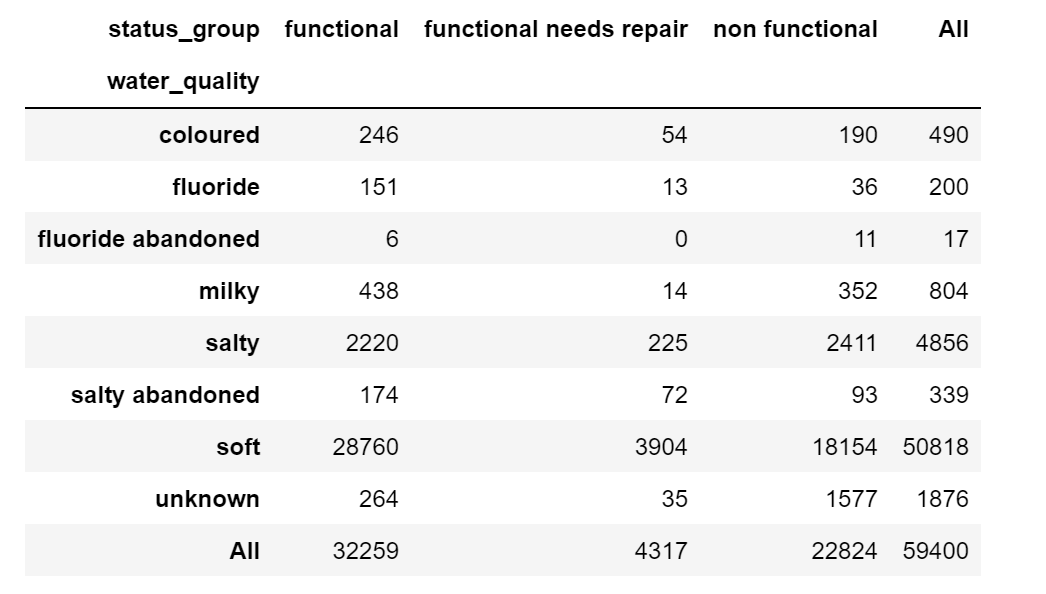 status_group functional functional needs repair non functional All
water_quality
coloured 246 54 190 490
fluoride 151 13 36 200
fluoride abandoned 6 0 11 17
milky 438 14 352 804
salty 2220 225 2411 4856
salty abandoned 174 72 93 339
soft 28760 3904 18154 50818
unknown 264 35 1577 1876
All 32259 4317 22824 59400